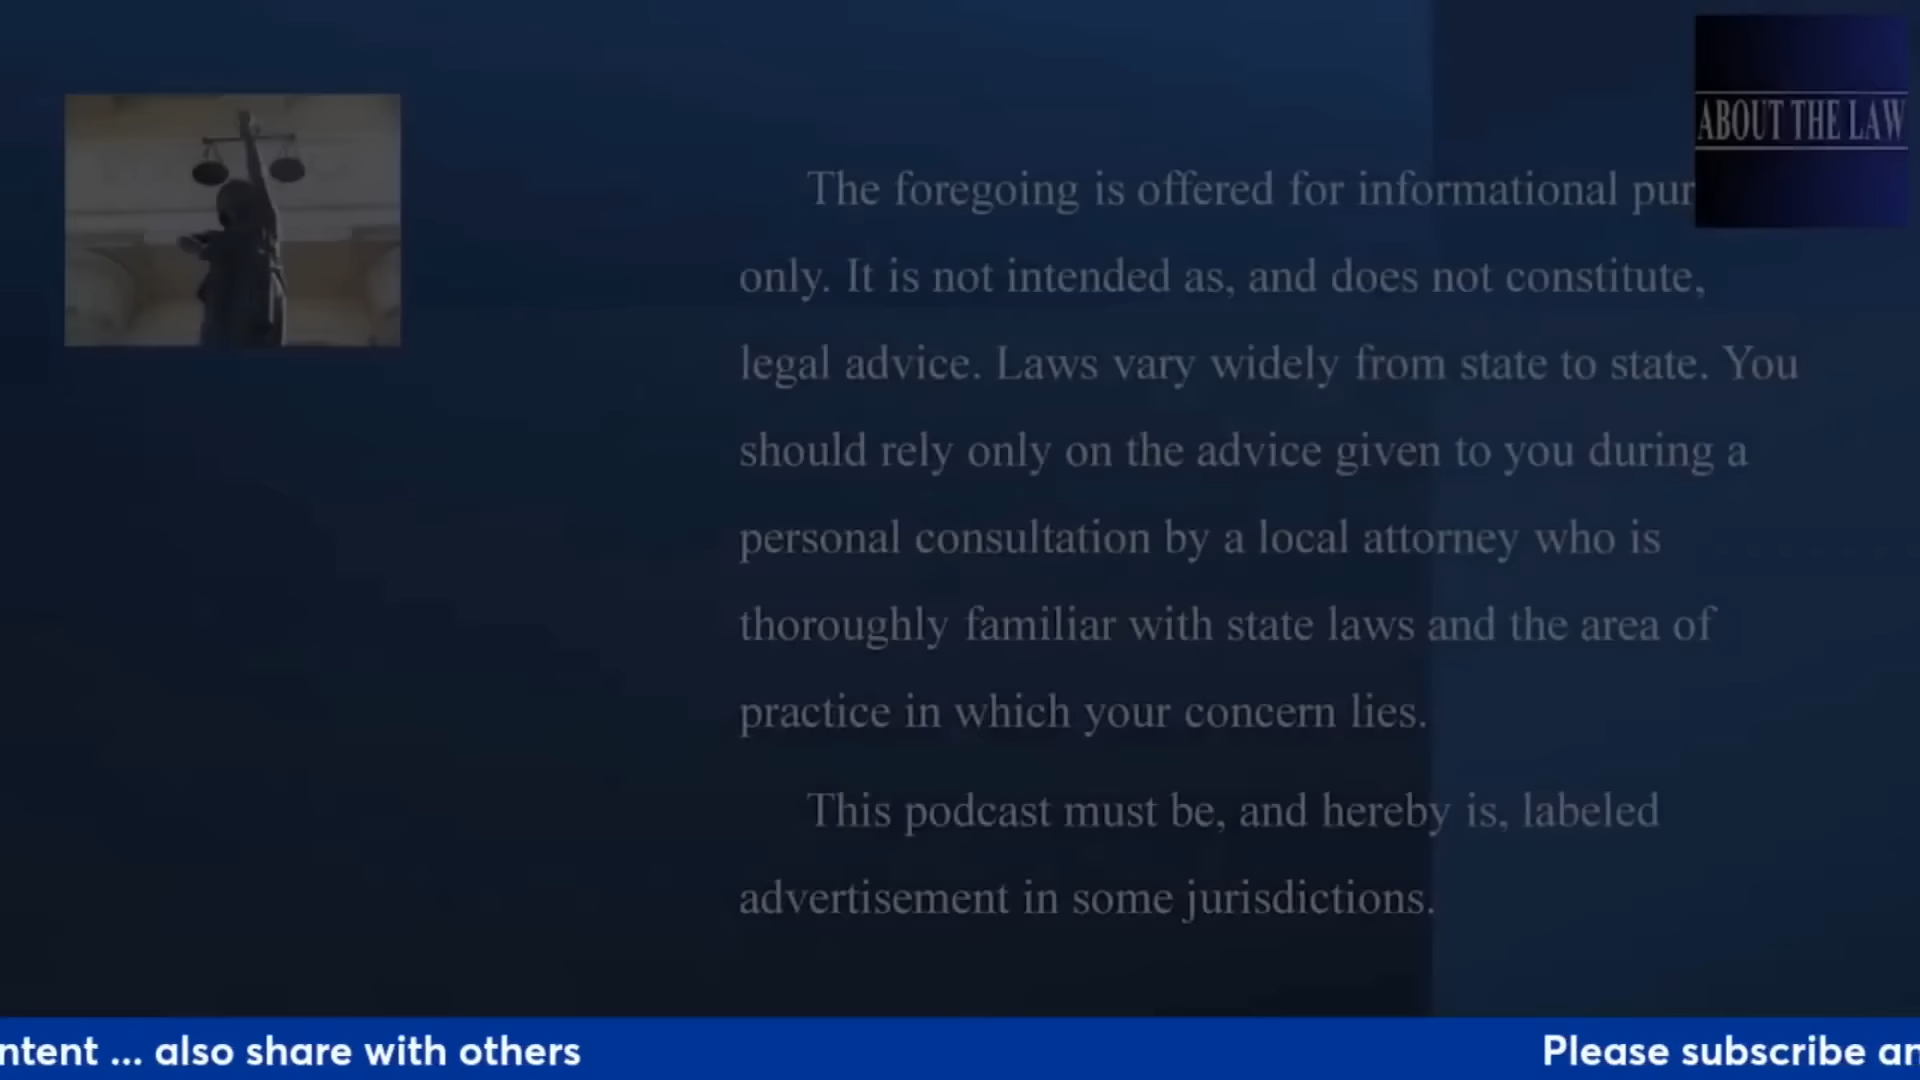 ABOUT THE LAW
The foregoing is offered for informational pur
only. It is not intended as, and does not constitute,
legal advice. Laws vary widely from state to state. You
should rely only on the advice given to you during a
personal consultation by a local attorney who is
thoroughly familiar with state laws and the area of
practice in which your concern lies.
This podcast must be, and hereby is, labeled
advertisement in some jurisdictions.
ntent ... also share with others
Please subscribe an